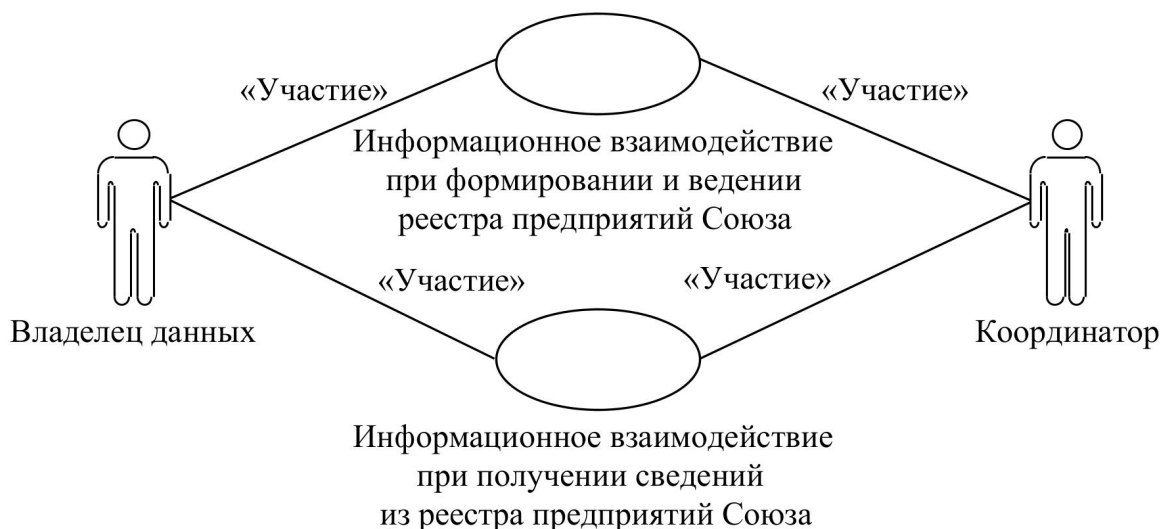 «Участие»
«Участие»
Информационное взаимодействие
при формировании и ведении
реестра предприятий Союза
«Участие»
«Участие»
Владелец данных
Координатор
Информационное взаимодействие
при получении сведений
из реестра предприятий Союза